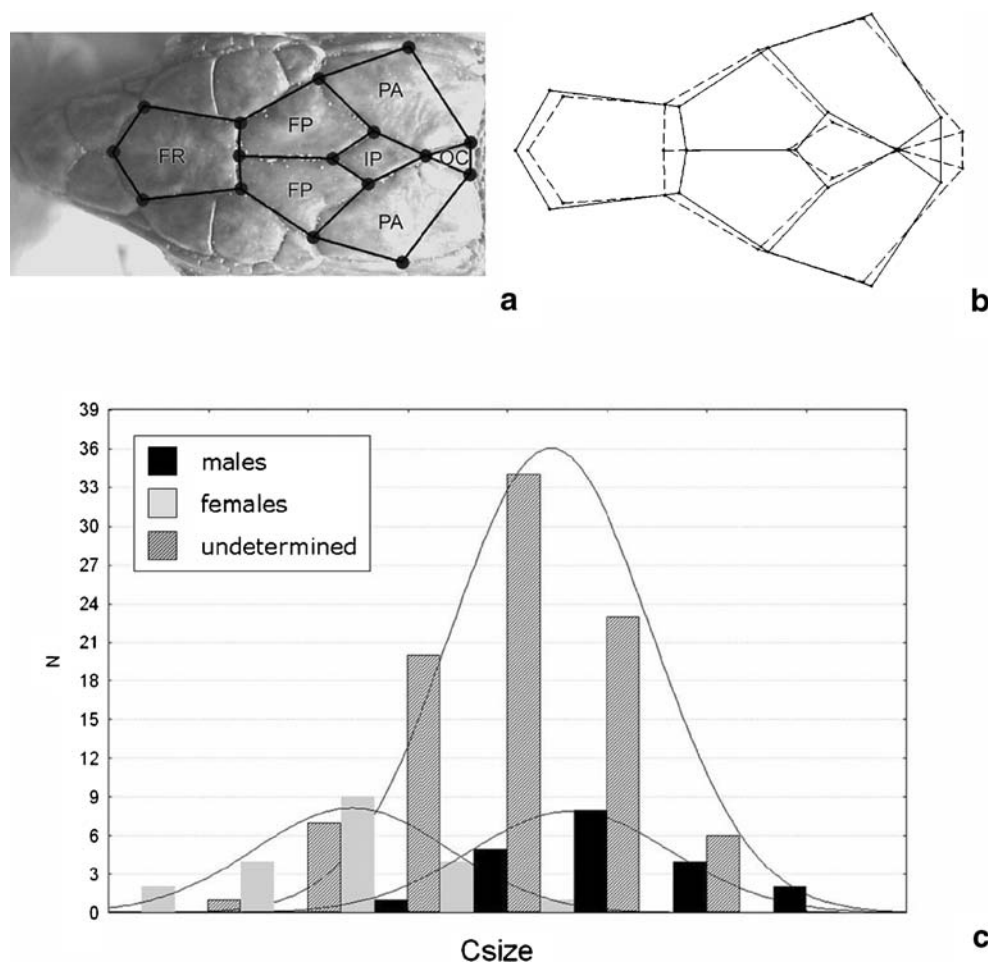 PA
FP
FR
IP
OC
FP
PA
a
b
39
36
33
30
27
24
21
18
15
12
9
6
3
0
N
males
females
undetermined
Csize
c